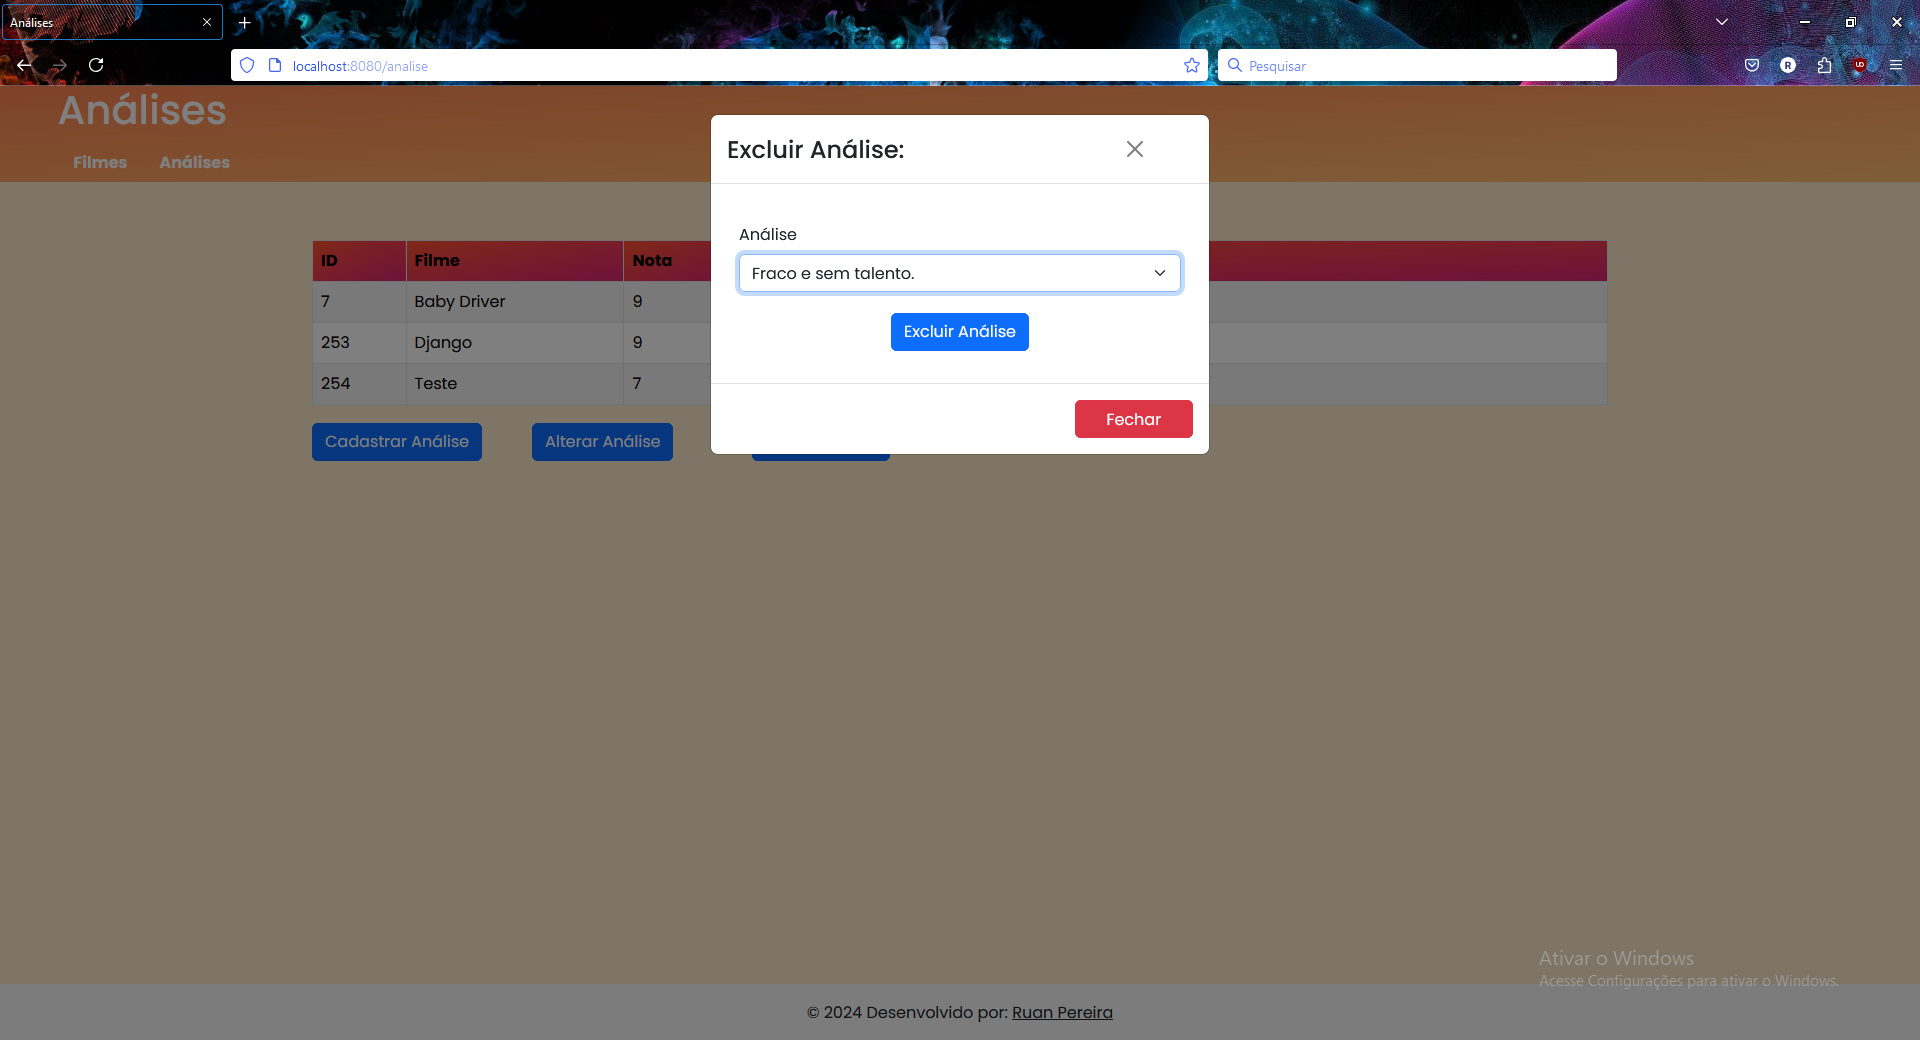 Análises
localhost:8080/analise
Pesquisar
Análises
Filmes Análises
Excluir Análise:
Análise
Fraco e sem talento.
Excluir Análise
Fechar
ID Filme Nota
7 Baby Driver 9
253 Django 9
254 Teste 7
Cadastrar Análise Alterar Análise
Ativar o Windows
Acesse Configurações para ativar o Windows.
© 2024 Desenvolvido por: Ruan Pereira